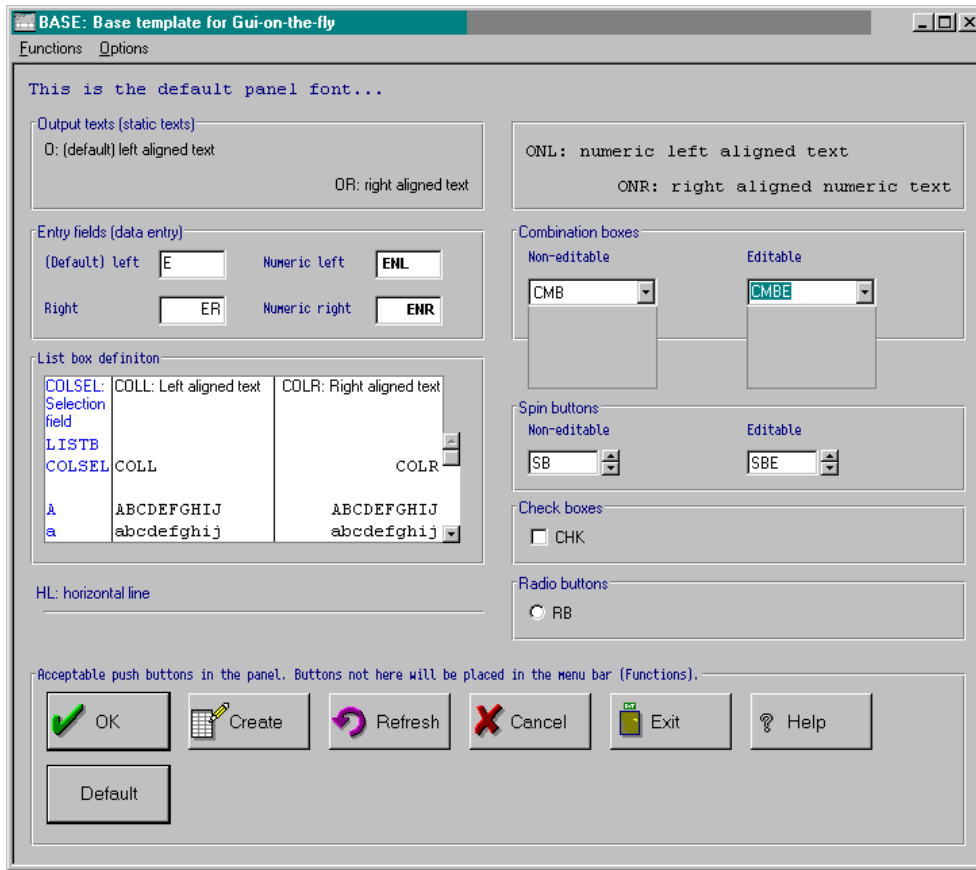 BASE: Base template for Gui-on-the-fly
Functions Options
This is the default panel font...
Output texts (static texts)
O: (default) left aligned text
OR: right aligned text
ONL: numeric left aligned text
ONR: right aligned numeric text
Entry fields (data entry)
(Default) left E Numeric left ENL
Right ER Numeric right ENR
Combination boxes
Non-editable Editable
CMB CMBE
List box definiton
COLSEL: COLL: Left aligned text COLR: Right aligned text
Selection
field
LISTB
COLSEL COLL COLR
A ABCDEFGHIJ ABCDEFGHIJ
a abcdefghij abcdefghij
Spin buttons
Non-editable Editable
SB SBE
Check boxes
CHK
HL: horizontal line
Radio buttons
RB
Acceptable push buttons in the panel. Buttons not here will be placed in the menu bar (Functions).
OK Create Refresh Cancel EXIT Exit Help
Default